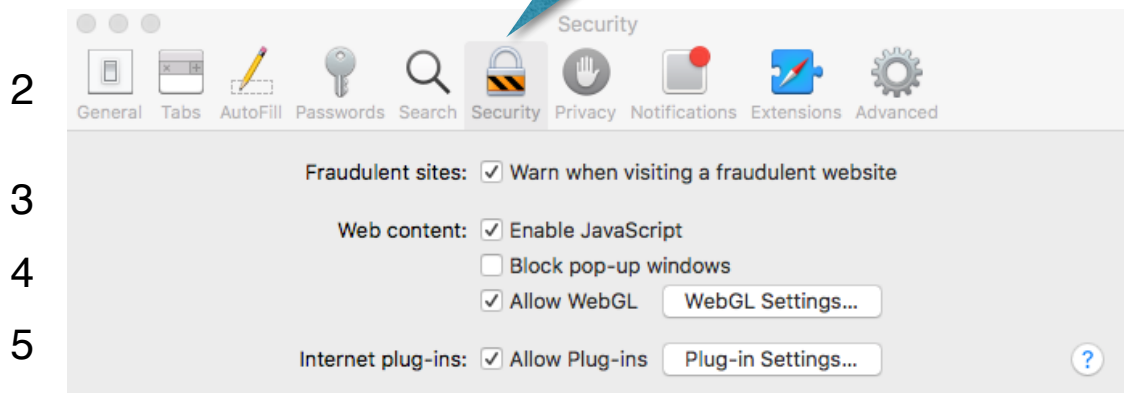 Security
2
General Tabs AutoFill Passwords Search Security Privacy Notifications Extensions Advanced
Fraudulent sites: Warn when visiting a fraudulent website
3
Web content: Enable JavaScript
4
Block pop-up windows
Allow WebGL WebGL Settings...
5
Internet plug-ins: Allow Plug-ins Plug-in Settings... ?